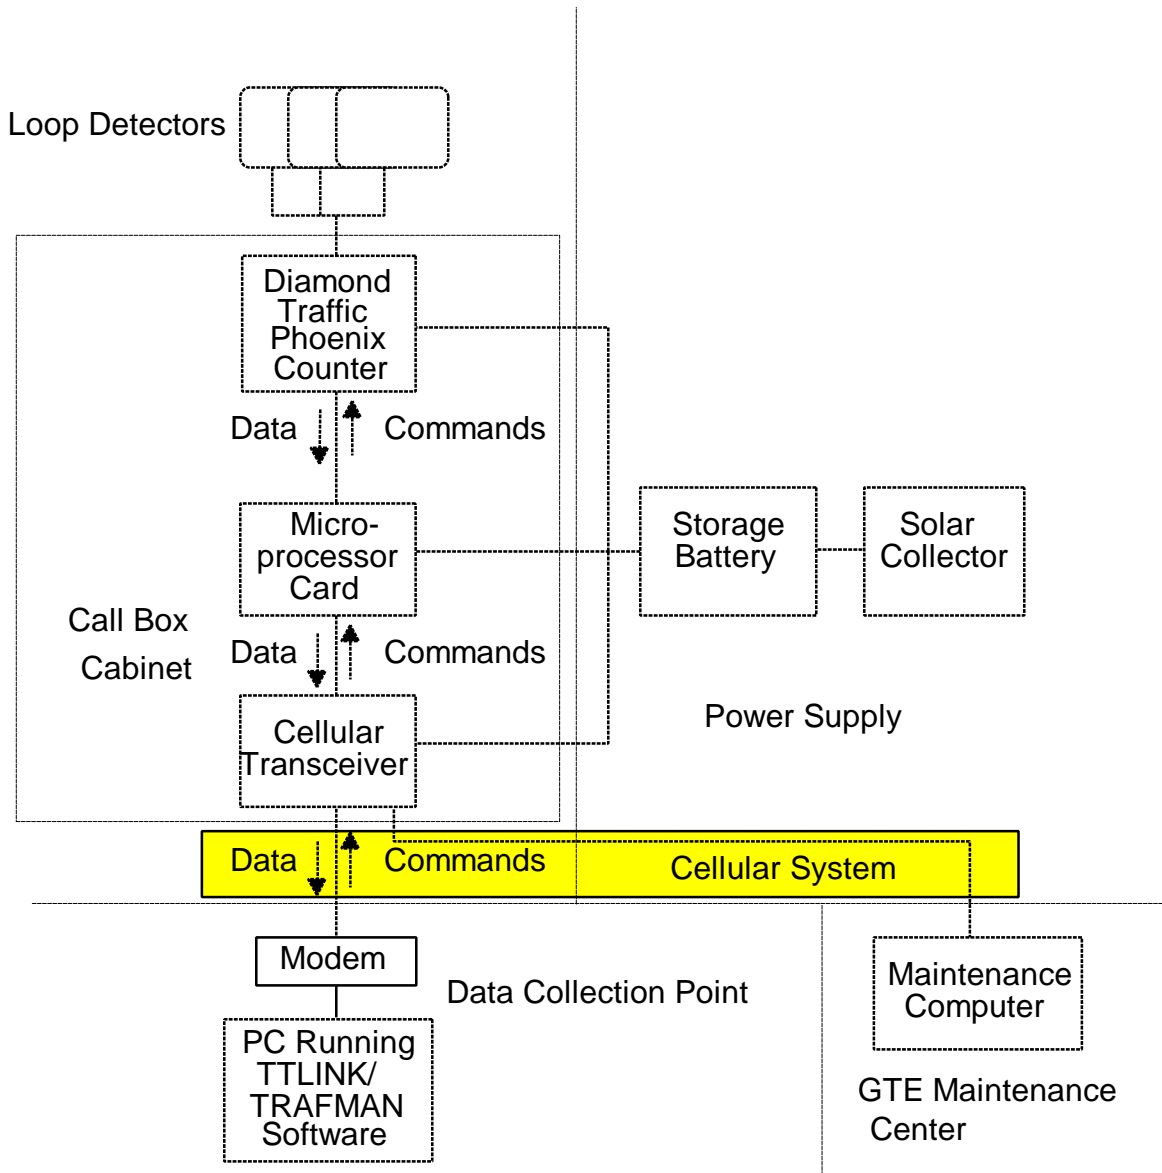 Loop Detectors
Diamond
Traffic
Phoenix
Counter
Data
Commands
Micro-
processor
Card
Storage
Battery
Solar
Collector
Call Box
Cabinet
Data
Commands
Cellular
Transceiver
Power Supply
Data
Commands
Cellular System
Modem
Data Collection Point
Maintenance
Computer
PC Running
TTLINK/
TRAFMAN
Software
GTE Maintenance
Center